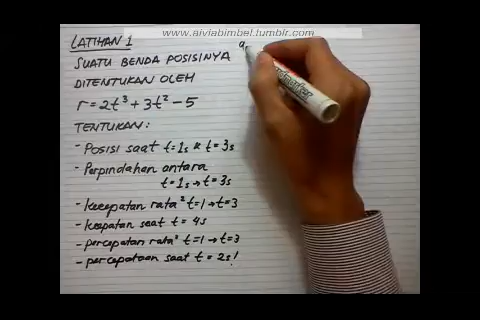 www.alviabimbel.tumblr.com
LATIHAN 1
SUATU BENDA POSISINYA
DITENTUKAN OLEH
r = 2t³ + 3t² - 5
TENTUKAN:
- POSISI saat t = 1s & t = 3s
- Perpindahan antara
t = 1s → t = 3s
- kecepatan rata² t = 1 → t = 3
- kecepatan saat t = 4s
- percepatan rata² t = 1 → t = 3
- percepatan saat t = 2s!